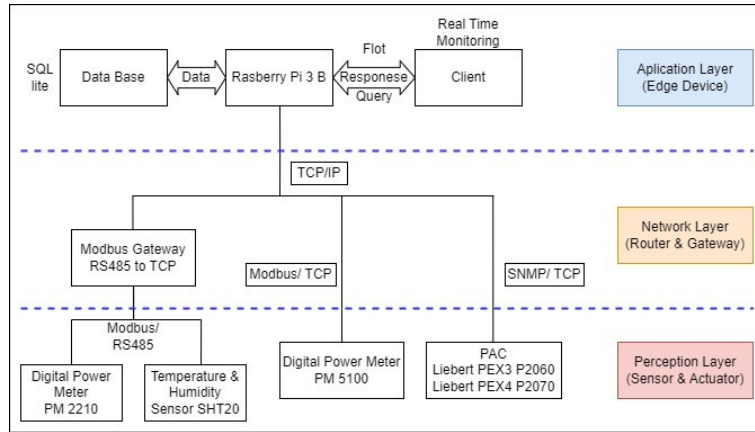 Real Time
Monitoring
SQL
lite
Data Base
Data
Rasberry Pi 3 B
Flot
Responese
Query
Client
Aplication Layer
(Edge Device)
TCP/IP
Modbus Gateway
RS485 to TCP
Modbus/ TCP
SNMP/ TCP
Network Layer
(Router & Gateway)
Modbus/
RS485
Digital Power
Meter
PM 2210
Temperature &
Humidity
Sensor SHT20
Digital Power Meter
PM 5100
PAC
Liebert PEX3 P2060
Liebert PEX4 P2070
Perception Layer
(Sensor & Actuator)